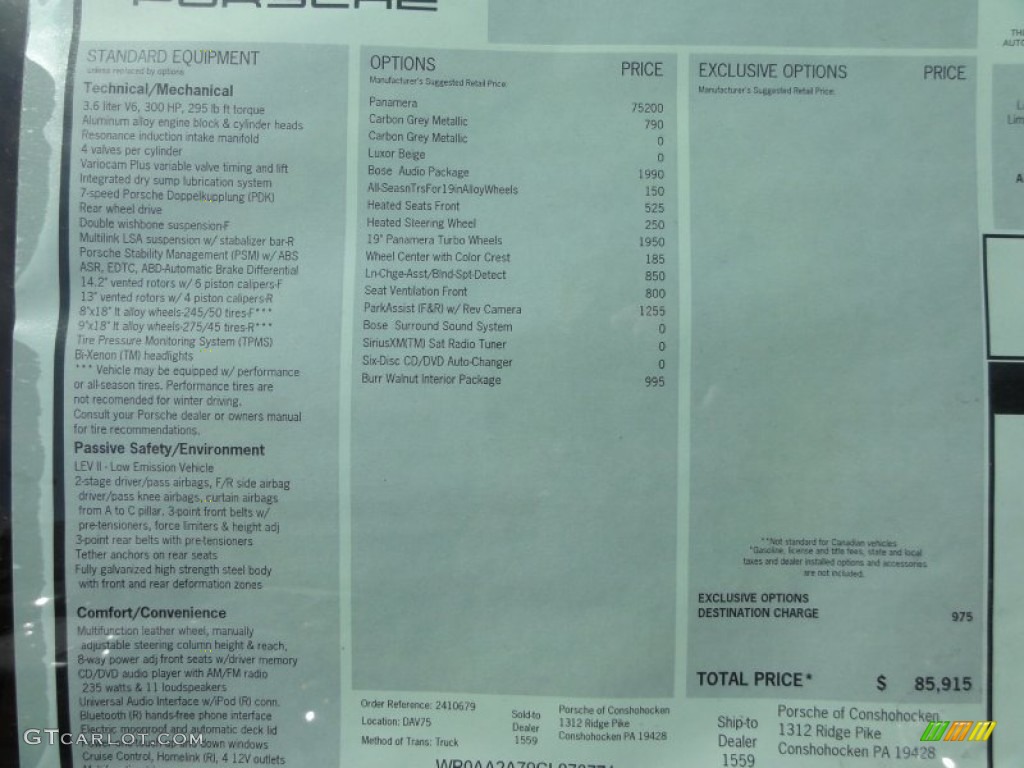 PORSCHE
STANDARD EQUIPMENT
unless replaced by options
Technical/Mechanical
3.6 liter V6, 300 HP, 295 lb ft torque
Aluminum alloy engine block & cylinder heads
Resonance induction intake manifold
4 valves per cylinder
Variocam Plus variable valve timing and lift
Integrated dry sump lubrication system
7-speed Porsche Doppelkupplung (PDK)
Rear wheel drive
Double wishbone suspension-F
Multilink LSA suspension w/ stabalizer bar-R
Porsche Stability Management (PSM) w/ ABS
ASR, EDTC, ABD-Automatic Brake Differential
14.2" vented rotors w/ 6 piston calipers-F
13" vented rotors w/ 4 piston calipers-R
8"x18" lt alloy wheels-245/50 tires-F***
9"x18" lt alloy wheels-275/45 tires-R***
Tire Pressure Monitoring System (TPMS)
Bi-Xenon (TM) headlights
*** Vehicle may be equipped w/ performance
or all-season tires. Performance tires are
not recomended for winter driving.
Consult your Porsche dealer or owners manual
for tire recommendations.
Passive Safety/Environment
LEV II - Low Emission Vehicle
2-stage driver/pass airbags, F/R side airbag
driver/pass knee airbags, curtain airbags
from A to C pillar. 3-point front belts w/
pre-tensioners, force limiters & height adj
3-point rear belts with pre-tensioners
Tether anchors on rear seats
Fully galvanized high strength steel body
with front and rear deformation zones
Comfort/Convenience
Multifunction leather wheel, manually
adjustable steering column height & reach,
8-way power adj front seats w/driver memory
CD/DVD audio player with AM/FM radio
235 watts & 11 loudspeakers
Universal Audio Interface w/iPod (R) conn.
Bluetooth (R) hands-free phone interface
Electric moonroof and automatic deck lid
down windows
Cruise Control, Homelink (R), 4 12V outlets
OPTIONS PRICE
Manufacturer's Suggested Retail Price:
Panamera 75200
Carbon Grey Metallic 790
Carbon Grey Metallic 0
Luxor Beige 0
Bose Audio Package 1990
All-SeasnTrsFor19inAlloyWheels 150
Heated Seats Front 525
Heated Steering Wheel 250
19" Panamera Turbo Wheels 1950
Wheel Center with Color Crest 185
Ln-Chge-Asst/Blnd-Spt-Detect 850
Seat Ventilation Front 800
ParkAssist (F&R) w/ Rev Camera 1255
Bose Surround Sound System 0
SiriusXM(TM) Sat Radio Tuner 0
Six-Disc CD/DVD Auto-Changer 0
Burr Walnut Interior Package 995
EXCLUSIVE OPTIONS PRICE
Manufacturer's Suggested Retail Price:
**Not standard for Canadian vehicles
*Gasoline, license and title fees, state and local
taxes and dealer installed options and accessories
are not included.
EXCLUSIVE OPTIONS
DESTINATION CHARGE 975
TOTAL PRICE* $ 85,915
Order Reference: 2410679
Location: DAV75
Method of Trans: Truck
Sold-to
Dealer
1559
Porsche of Conshohocken
1312 Ridge Pike
Conshohocken PA 19428
Ship-to
Dealer
1559
Porsche of Conshohocken
1312 Ridge Pike
Conshohocken PA 19428
GTCARLOT.COM